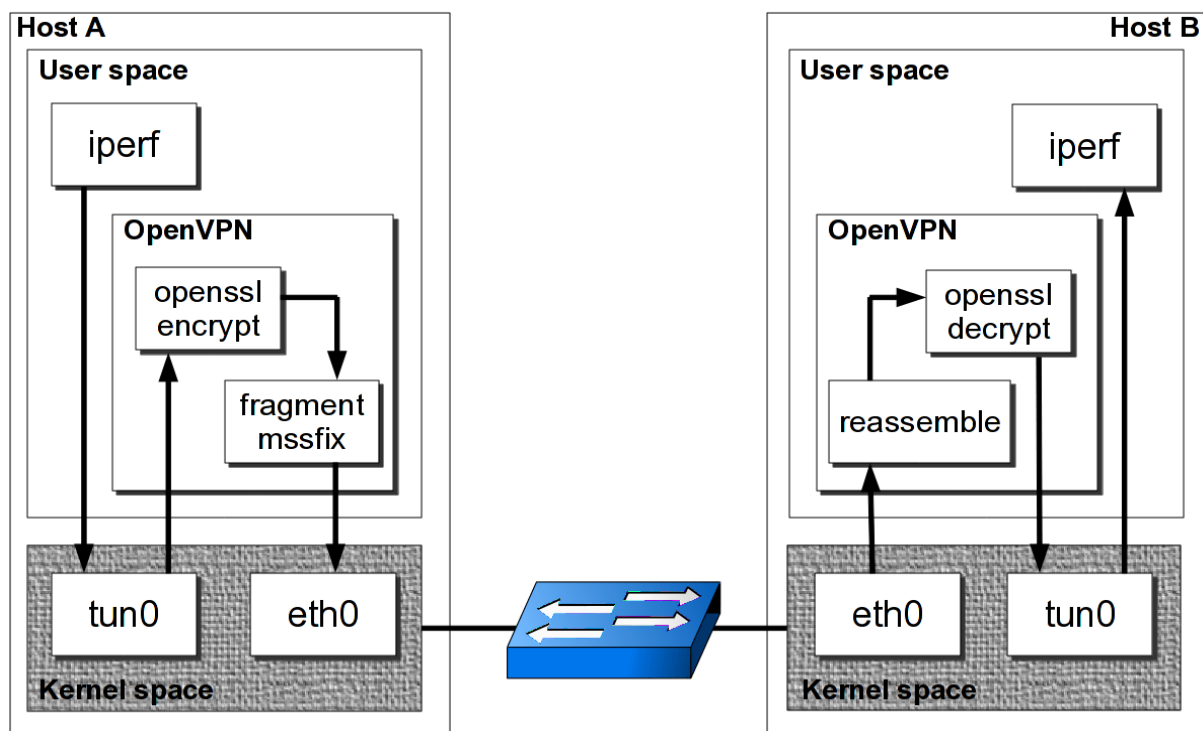 Host A
User space
iperf
OpenVPN
openssl
encrypt
fragment
mssfix
tun0
eth0
Kernel space
Host B
User space
iperf
OpenVPN
openssl
decrypt
reassemble
eth0
tun0
Kernel space